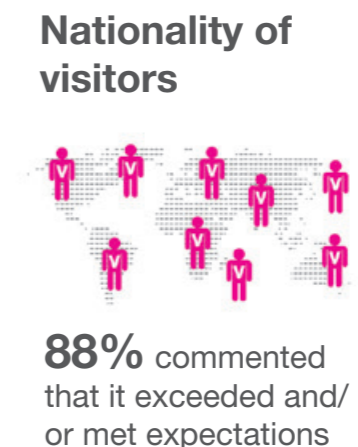 Nationality of
visitors
V V V V V V V V V
88% commented
that it exceeded and/
or met expectations